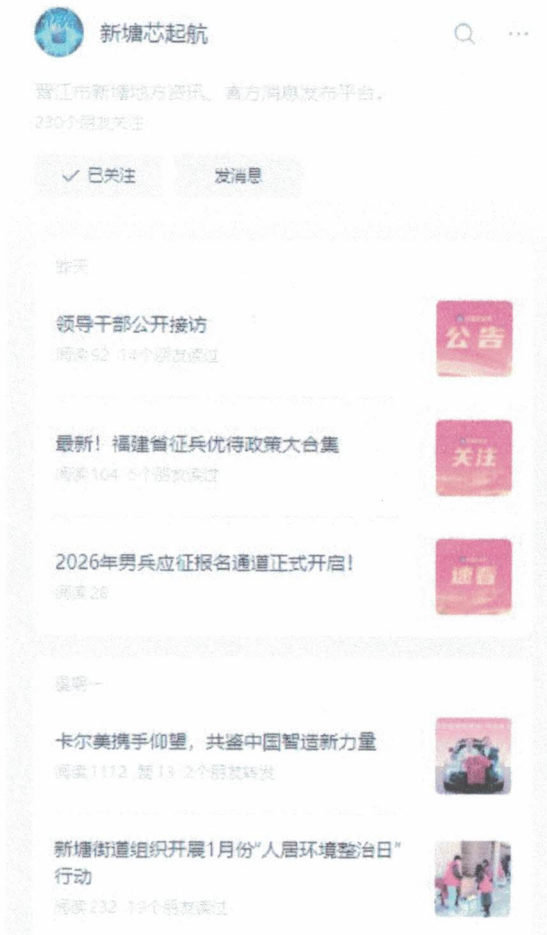 新塘芯起航
晋江市新塘地方资讯、官方消息发布平台。
230个朋友关注
已关注
发消息
昨天
领导干部公开接访
阅读92 14个朋友读过
公告
最新！福建省征兵优待政策大合集
阅读104 5个朋友读过
关注
2026年男兵应征报名通道正式开启！
阅读28
速看
星期一
卡尔美携手仰望，共鉴中国智造新力量
阅读1112 赞13 2个朋友转发
新塘街道组织开展1月份“人居环境整治日”
行动
阅读232 19个朋友读过